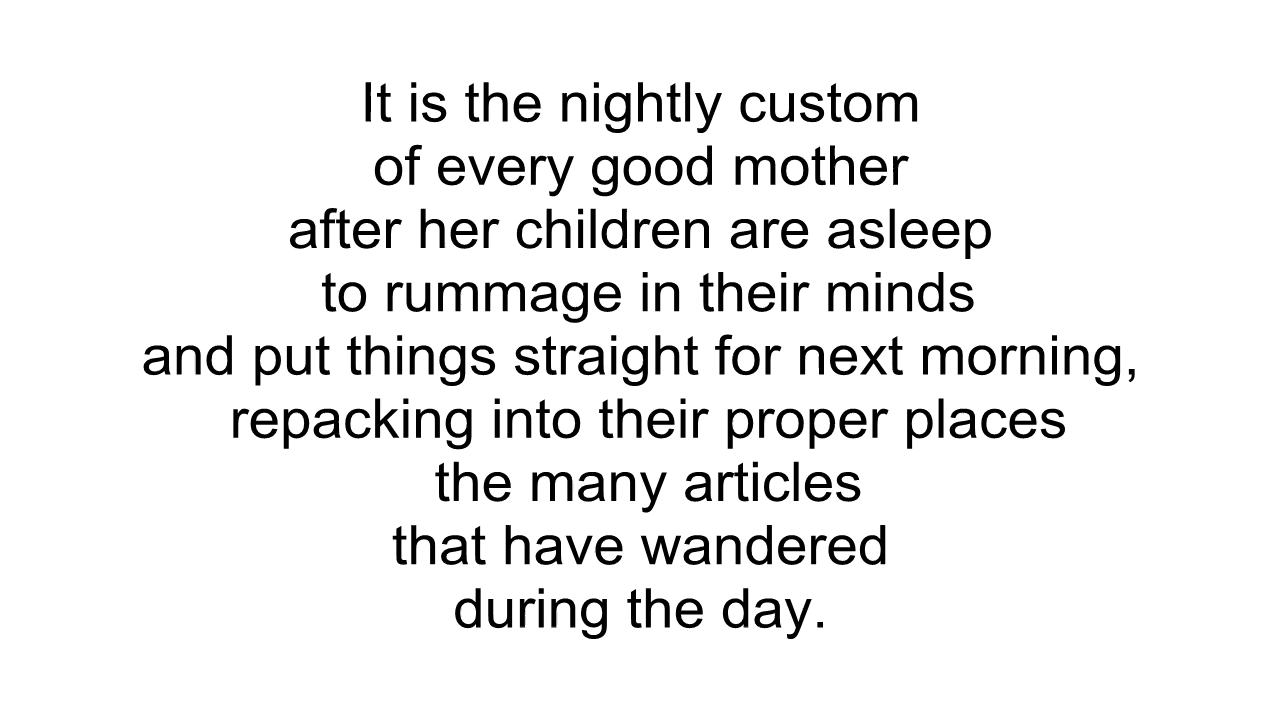 It is the nightly custom
of every good mother
after her children are asleep
to rummage in their minds
and put things straight for next morning,
repacking into their proper places
the many articles
that have wandered
during the day.